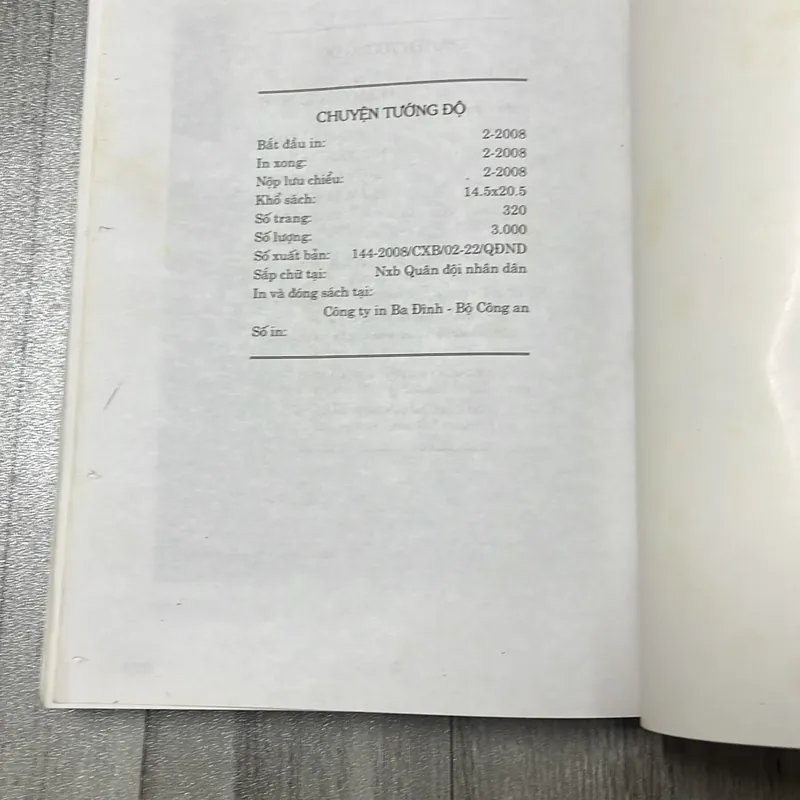 CHUYỆN TƯỚNG ĐỘ
Bắt đầu in: 2-2008
In xong: 2-2008
Nộp lưu chiểu: 2-2008
Khổ sách: 14.5x20.5
Số trang: 320
Số lượng: 3.000
Số xuất bản: 144-2008/CXB/02-22/QĐND
Sắp chữ tại: Nxb Quân đội nhân dân
In và đóng sách tại:
Công ty in Ba Đình - Bộ Công an
Số in: